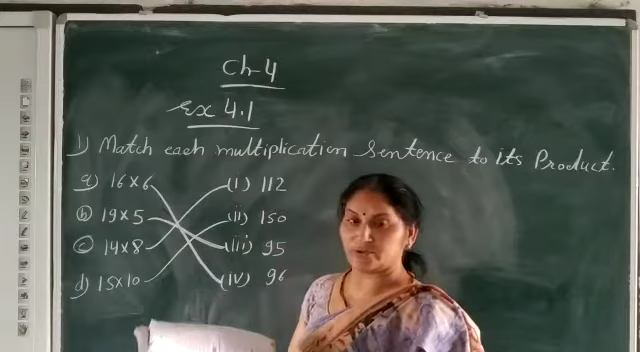 Ch-4
Ex 4.1
1) Match each multiplication sentence to its Product.
a) 16 x 6 (i) 112
(b) 19 x 5 (ii) 150
(c) 14 x 8 (iii) 95
d) 15 x 10 (iv) 96